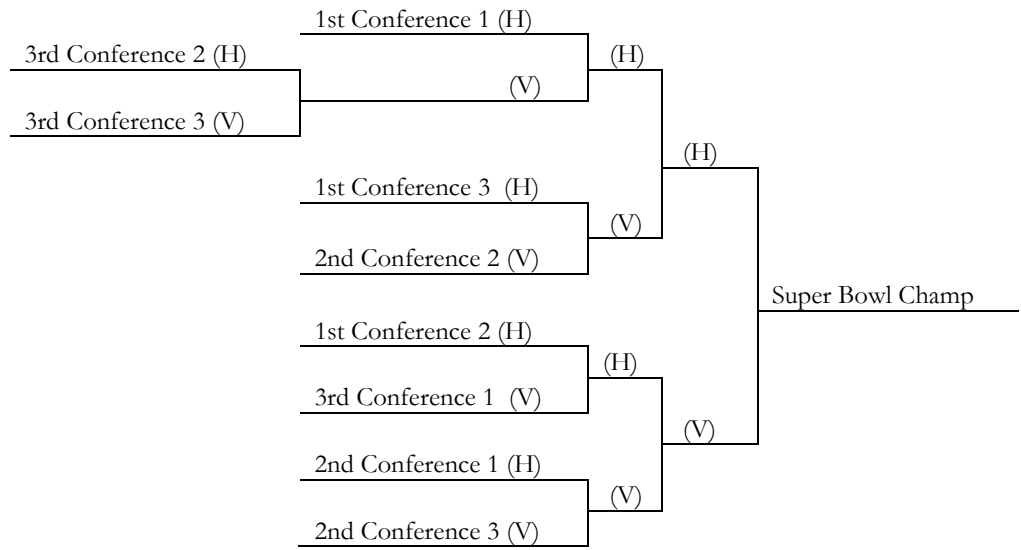 1st Conference 1 (H)
3rd Conference 2 (H)
(H)
(V)
3rd Conference 3 (V)
(H)
1st Conference 3 (H)
(V)
2nd Conference 2 (V)
Super Bowl Champ
1st Conference 2 (H)
(H)
3rd Conference 1 (V)
(V)
2nd Conference 1 (H)
(V)
2nd Conference 3 (V)